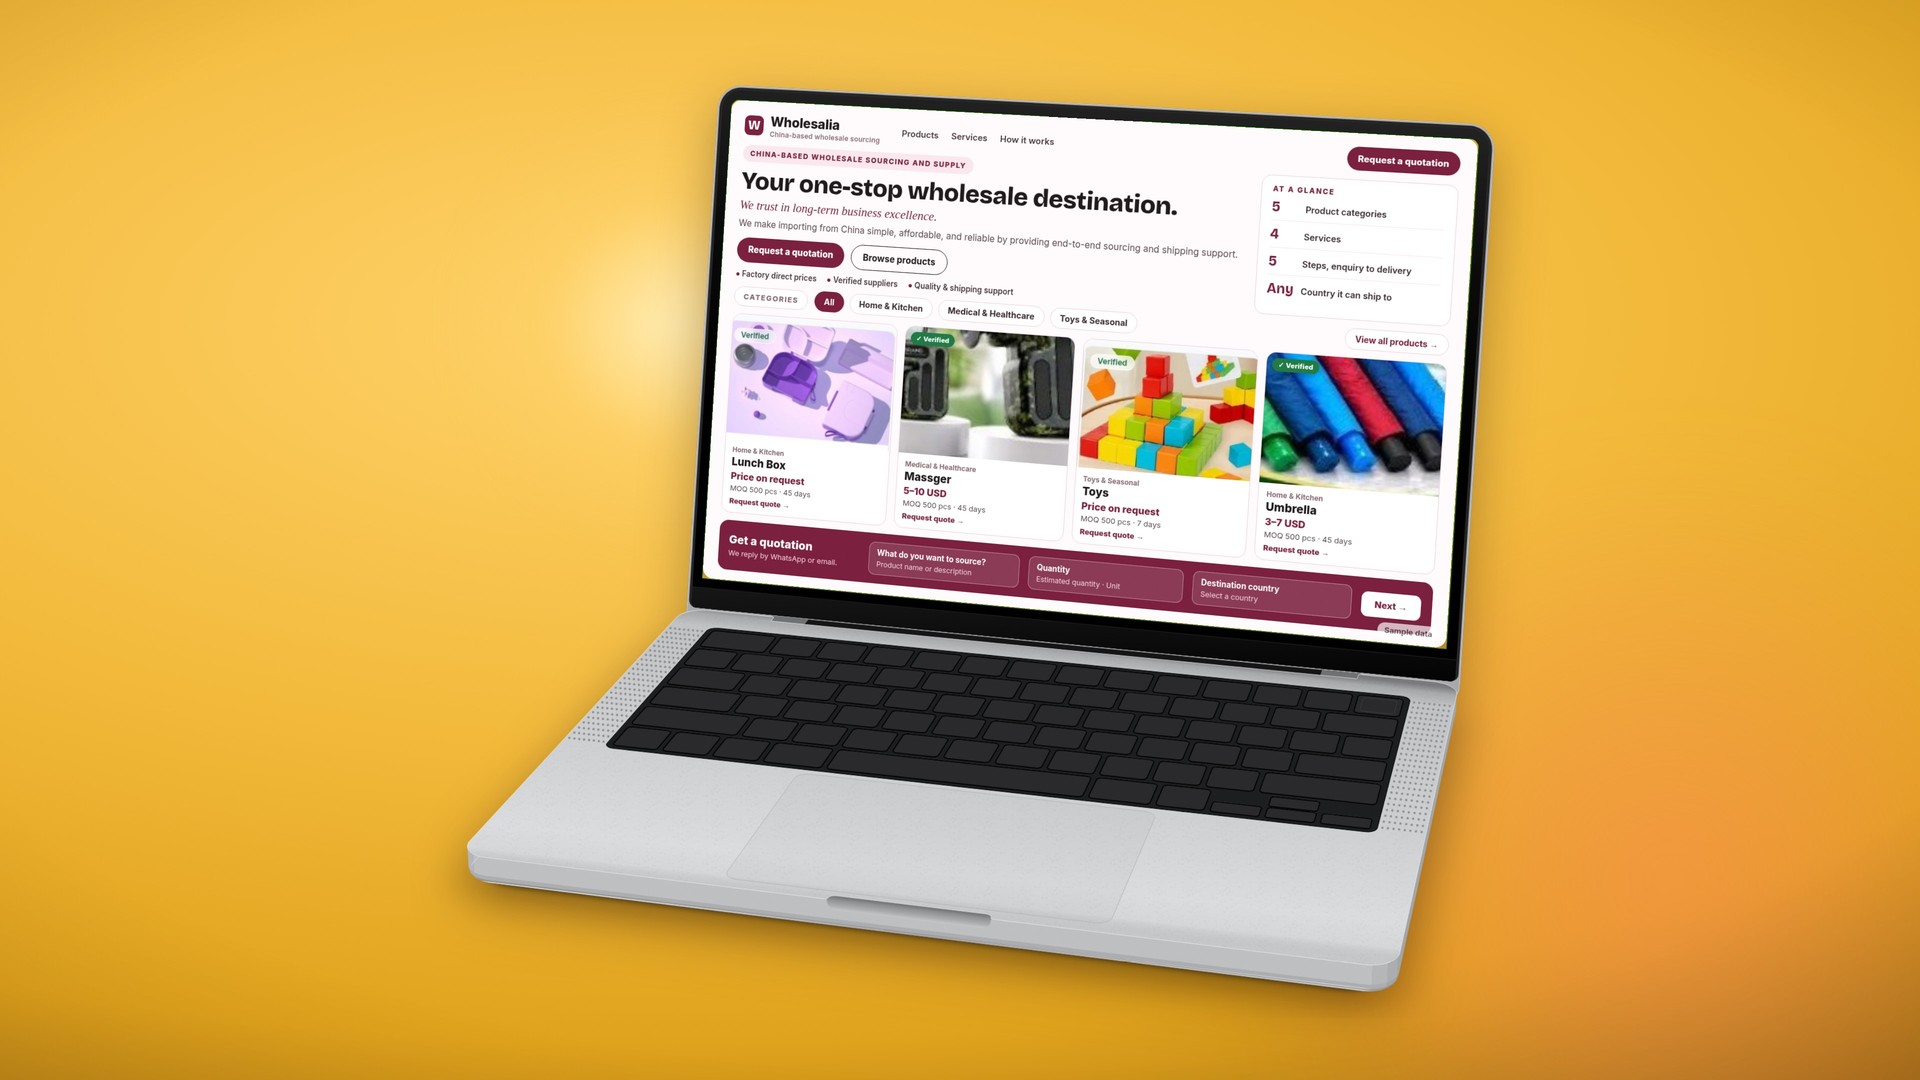 W
Wholesalia
China-based wholesale sourcing
Products Services How it works
Request a quotation
CHINA-BASED WHOLESALE SOURCING AND SUPPLY
Your one-stop wholesale destination.
We trust in long-term business excellence.
We make importing from China simple, affordable, and reliable by providing end-to-end sourcing and shipping support.
Request a quotation Browse products
• Factory direct prices • Verified suppliers • Quality & shipping support
AT A GLANCE
5 Product categories
4 Services
5 Steps, enquiry to delivery
Any Country it can ship to
CATEGORIES All Home & Kitchen Medical & Healthcare Toys & Seasonal
View all products →
Verified
Home & Kitchen
Lunch Box
Price on request
MOQ 500 pcs · 45 days
Request quote →
✓ Verified
Medical & Healthcare
Massger
5–10 USD
MOQ 500 pcs · 45 days
Request quote →
Verified
Toys & Seasonal
Toys
Price on request
MOQ 500 pcs · 7 days
Request quote →
✓ Verified
Home & Kitchen
Umbrella
3–7 USD
MOQ 500 pcs · 45 days
Request quote →
Get a quotation
We reply by WhatsApp or email.
What do you want to source?
Product name or description
Quantity
Estimated quantity · Unit
Destination country
Select a country
Next →
Sample data